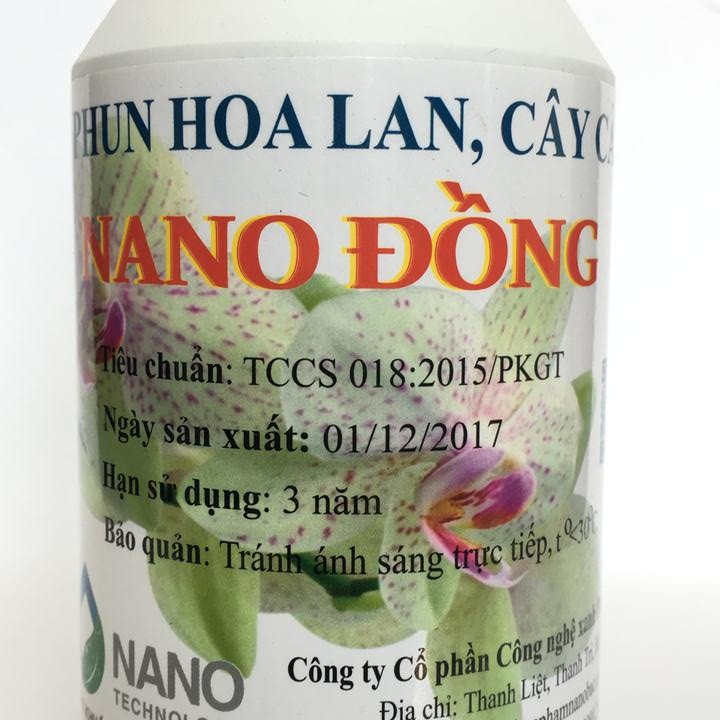 PHUN HOA LAN, CÂY
NANO ĐỒNG
Tiêu chuẩn: TCCS 018:2015/PKGT
Ngày sản xuất: 01/12/2017
Hạn sử dụng: 3 năm
Bảo quản: Tránh ánh sáng trực tiếp, t⁰<30⁰C
NANO
Công ty Cổ phần Công nghệ xanh
Địa chỉ: Thanh Liệt, Thanh Trì,